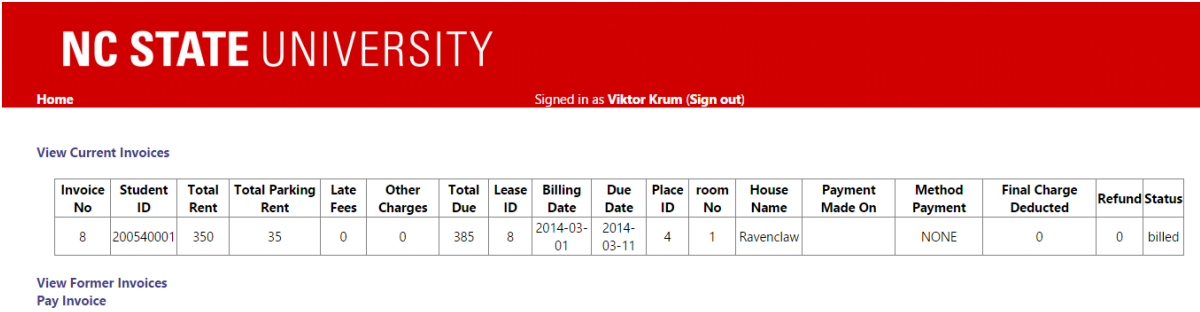 NC STATE UNIVERSITY
Home Signed in as Viktor Krum (Sign out)
View Current Invoices
Invoice No Student ID Total Rent Total Parking Rent Late Fees Other Charges Total Due Lease ID Billing Date Due Date Place ID room No House Name Payment Made On Method Payment Final Charge Deducted Refund Status
8 200540001 350 35 0 0 385 8 2014-03-01 2014-03-11 4 1 Ravenclaw NONE 0 0 billed
View Former Invoices
Pay Invoice